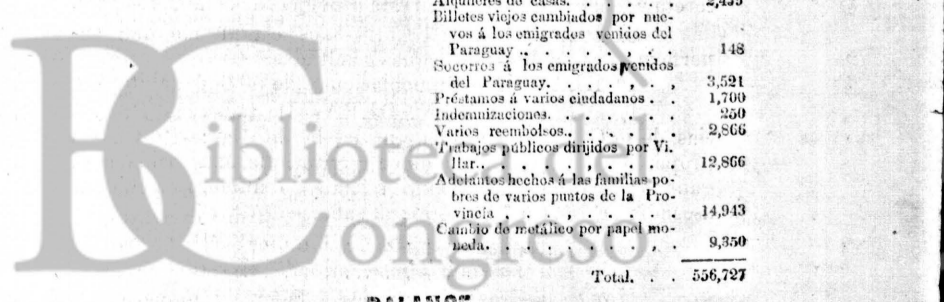 Alquileres de casas. . . . . 2,455
Billetes viejos cambiados por nue-
vos á los emigrados venidos del
Paraguay . . . . . . . . 148
Socorros á los emigrados venidos
del Paraguay. . . . . , . , 3,521
Préstamos á varios ciudadanos . . 1,700
Indemnizaciones. . . . . . . 250
Varios reembolsos.. . . . . . 2,866
Trabajos públicos dirijidos por Vi.
llar.. . . . . , . . . . 12,866
Adelantos hechos á las familias po-
bres de varios puntos de la Pro-
vincia . . . , . . . . . 14,943
Cambio de metálico por papel mo-
neda. . . . . . . . , . 9,350
Total. . . 556,727
BC
Biblioteca del
Congreso